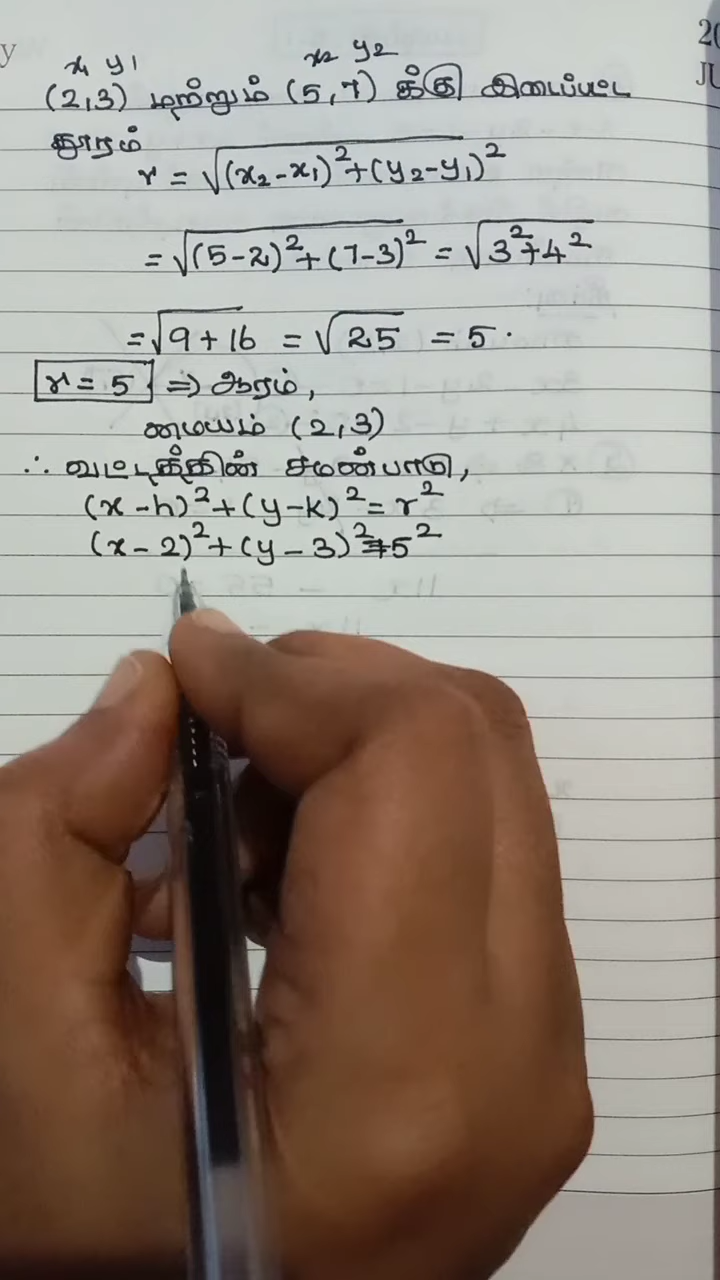 y
20
JU
x₁ y₁ x₂ y₂
(2,3) மற்றும் (5,7) க்கு இடைப்பட்ட
தூரம்
r = √(x₂-x₁)²+(y₂-y₁)²
= √(5-2)²+(7-3)² = √3²+4²
= √9+16 = √25 = 5.
r = 5 ⇒ ஆரம்,
மையம் (2,3)
∴ வட்டத்தின் சமன்பாடு,
(x-h)²+(y-k)²=r²
(x-2)²+(y-3)²=5²